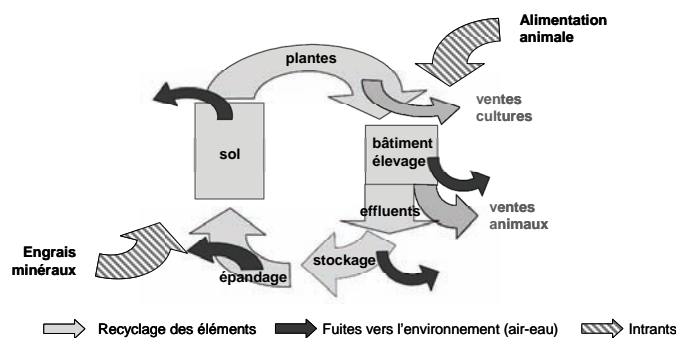 Alimentation
animale
plantes
ventes
cultures
sol
bâtiment
élevage
effluents
ventes
animaux
Engrais
minéraux
épandage
stockage
Recyclage des éléments
Fuites vers l'environnement (air-eau)
Intrants